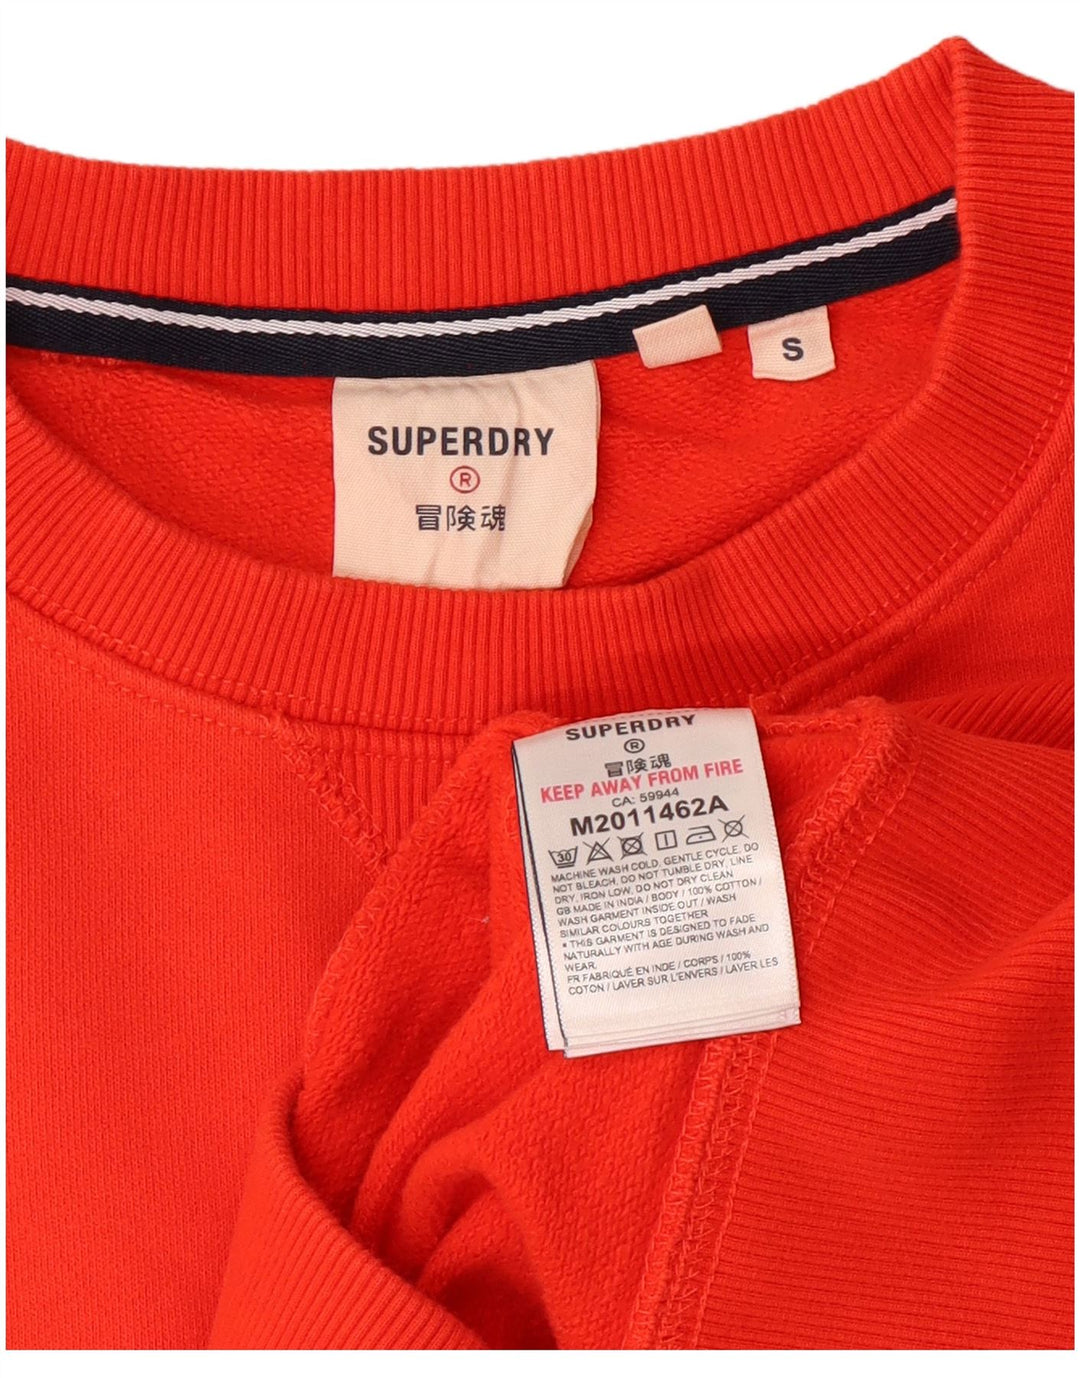 S
SUPERDRY
®
冒険魂
SUPERDRY
®
冒険魂
KEEP AWAY FROM FIRE
CA: 59944
M2011462A
30
MACHINE WASH COLD, GENTLE CYCLE, DO
NOT BLEACH, DO NOT TUMBLE DRY, LINE
DRY, IRON LOW, DO NOT DRY CLEAN
GB MADE IN INDIA / BODY / 100% COTTON /
WASH GARMENT INSIDE OUT / WASH
SIMILAR COLOURS TOGETHER
* THIS GARMENT IS DESIGNED TO FADE
NATURALLY WITH AGE DURING WASH AND
WEAR.
FR FABRIQUÉ EN INDE / CORPS / 100%
COTON / LAVER SUR L'ENVERS / LAVER LES